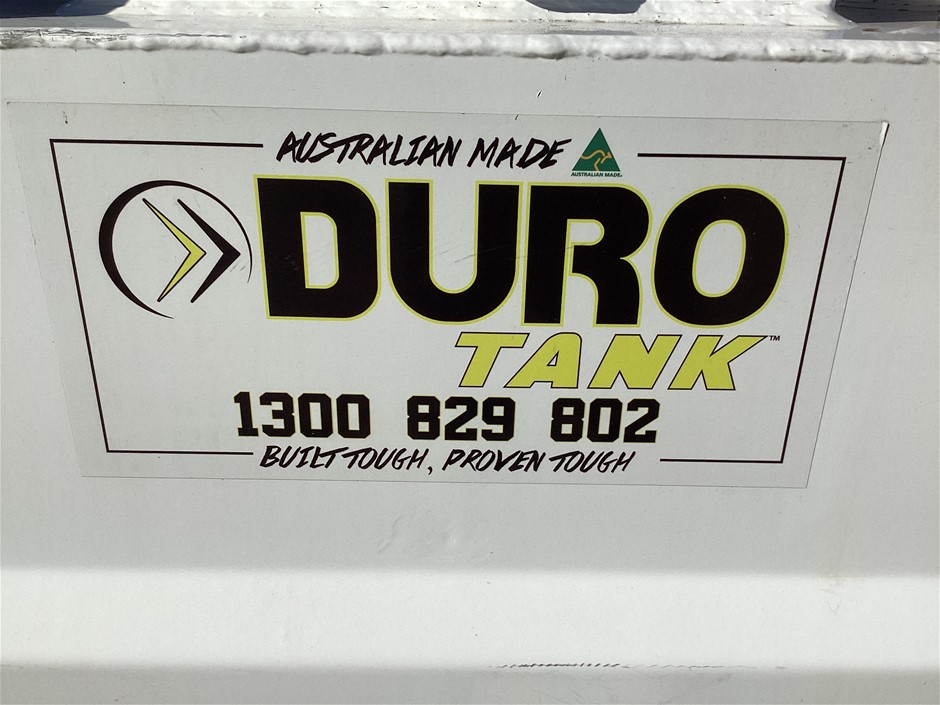 AUSTRALIAN MADE
AUSTRALIAN MADE
DURO
TANK™
1300 829 802
BUILT TOUGH, PROVEN TOUGH